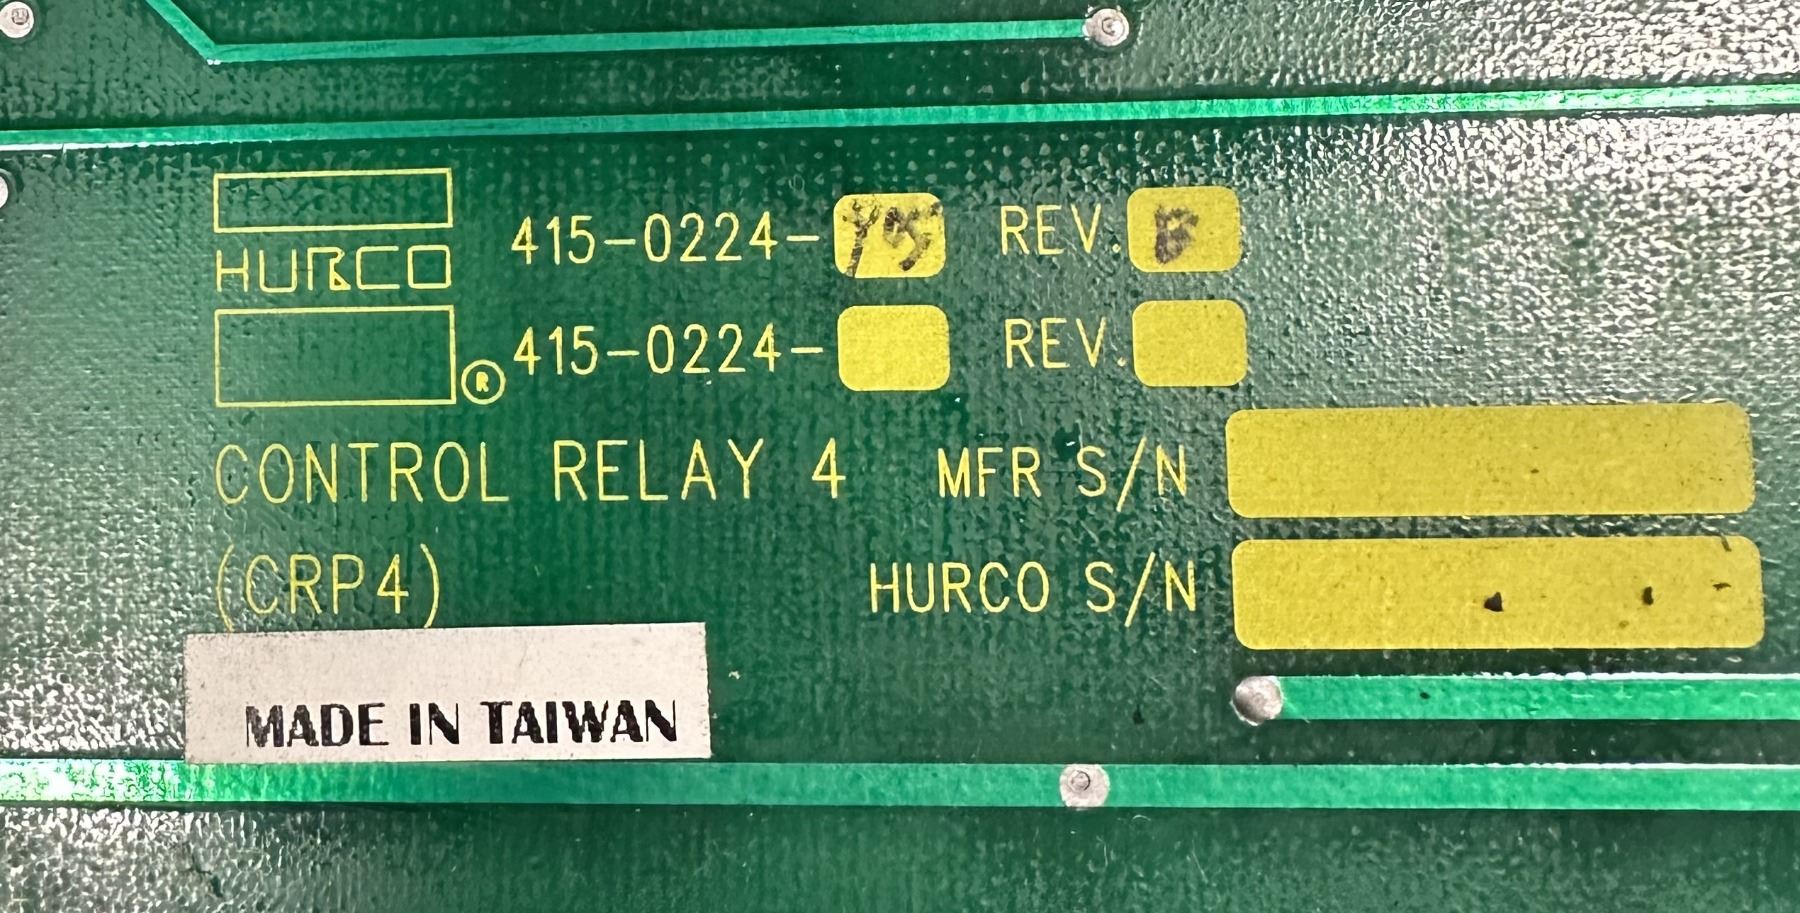 HURCO ®
415-0224- REV. B
415-0224- REV.
CONTROL RELAY 4 MFR S/N
(CRP4) HURCO S/N
MADE IN TAIWAN